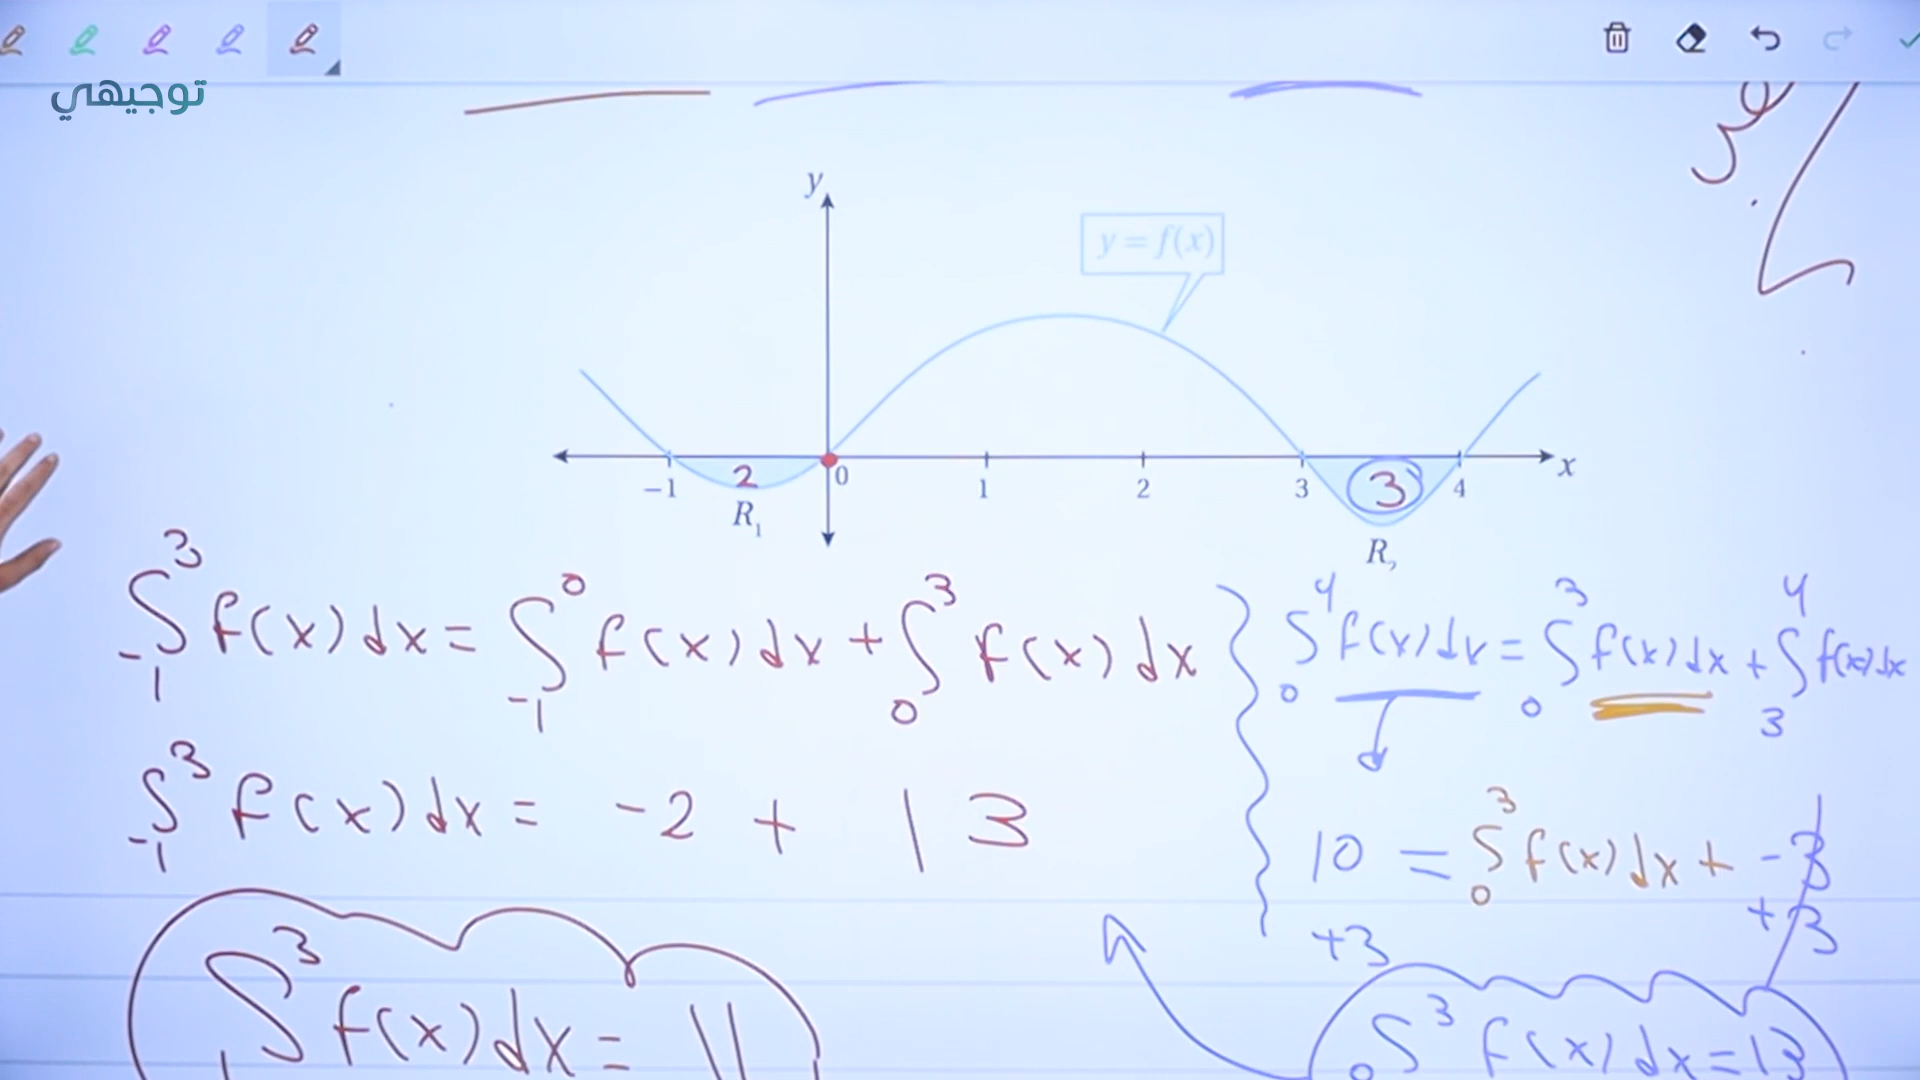 توجيهي
y
y = f(x)
2
3
-1 0 1 2 3 4 x
R₁
R₂
∫₋₁³ f(x) dx = ∫₋₁⁰ f(x) dx + ∫₀³ f(x) dx
∫₋₁³ f(x) dx = -2 + 13
∫₋₁³ f(x) dx = 11
∫₀⁴ f(x) dx = ∫₀³ f(x) dx + ∫₃⁴ f(x) dx
10 = ∫₀³ f(x) dx + -3
+3 +3
∫₀³ f(x) dx = 13